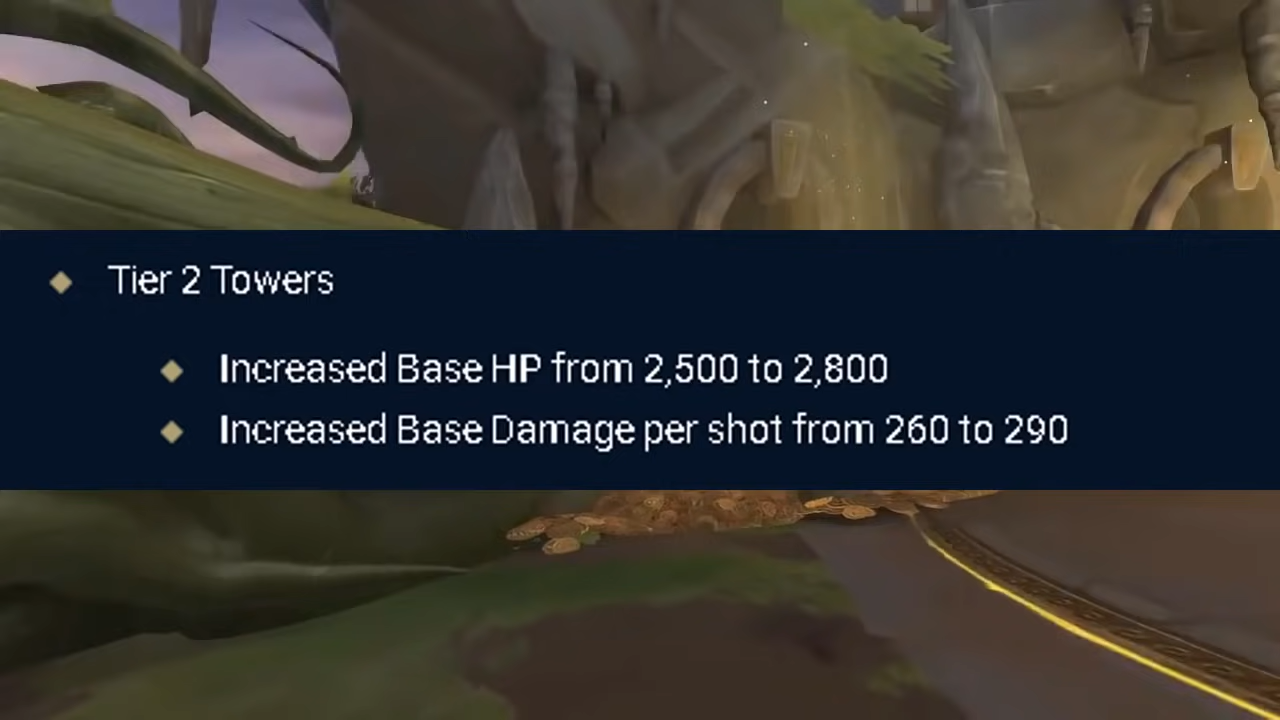 Tier 2 Towers
Increased Base HP from 2,500 to 2,800
Increased Base Damage per shot from 260 to 290